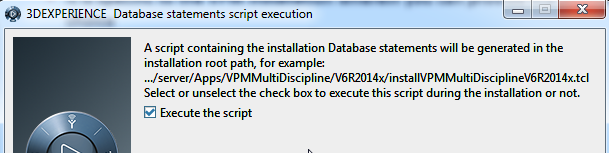 3DEXPERIENCE Database statements script execution
A script containing the installation Database statements will be generated in the
installation root path, for example:
.../server/Apps/VPMMultiDiscipline/V6R2014x/installVPMMultiDisciplineV6R2014x.tcl
Select or unselect the check box to execute this script during the installation or not.
Execute the script